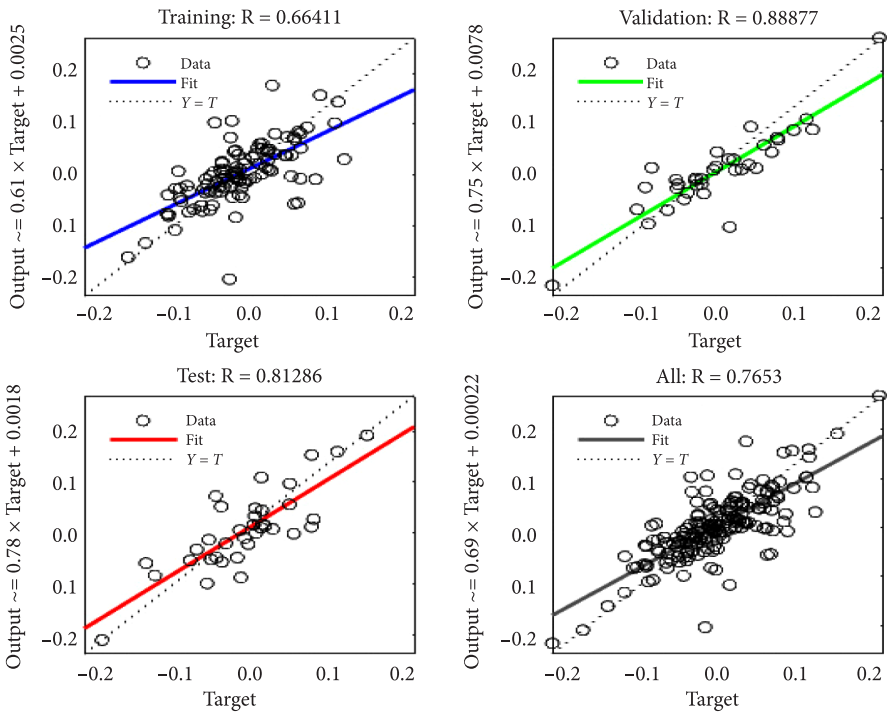 Training: R = 0.66411
Output ~= 0.61 × Target + 0.0025
0.2
0.1
0.0
0.1
−0.2
Data
Fit
Y = T
−0.2
−0.1
0.0
0.1
0.2
Target
Validation: R = 0.88877
Output ~= 0.75 × Target + 0.0078
0.2
0.1
0.0
0.1
−0.2
Data
Fit
Y = T
−0.2
−0.1
0.0
0.1
0.2
Target
Test: R = 0.81286
Output ~= 0.78 × Target + 0.0018
0.2
0.1
0.0
0.1
−0.2
Data
Fit
Y = T
−0.2
−0.1
0.0
0.1
0.2
Target
All: R = 0.7653
Output ~= 0.69 × Target + 0.00022
0.2
0.1
0.0
0.1
−0.2
Data
Fit
Y = T
−0.2
−0.1
0.0
0.1
0.2
Target